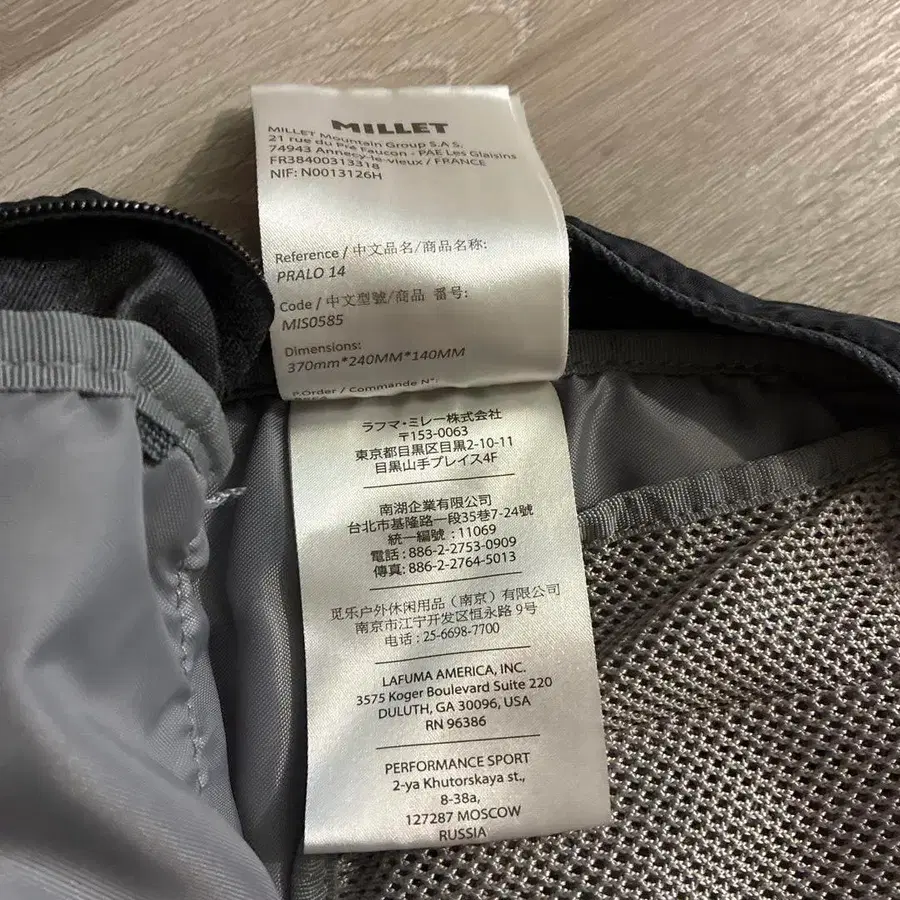 MILLET
MILLET Mountain Group S.A.S.
21 rue du Pré Faucon - PAE Les Glaisins
74943 Annecy-le-vieux / FRANCE
FR38400313318
NIF: N0013126H
Reference / 中文品名/商品名称:
PRALO 14
Code / 中文型號/商品 番号:
MIS0585
Dimensions:
370mm*240MM*140MM
P.Order / Commande N°:
ラフマ・ミレー株式会社
〒153-0063
東京都目黒区目黒2-10-11
目黒山手プレイス4F
南湖企業有限公司
台北市基隆路一段35巷7-24號
統一編號 : 11069
電話 : 886-2-2753-0909
傳真: 886-2-2764-5013
觅乐户外休闲用品（南京）有限公司
南京市江宁开发区恒永路 9号
电话 : 25-6698-7700
LAFUMA AMERICA, INC.
3575 Koger Boulevard Suite 220
DULUTH, GA 30096, USA
RN 96386
PERFORMANCE SPORT
2-ya Khutorskaya st.,
8-38a,
127287 MOSCOW
RUSSIA